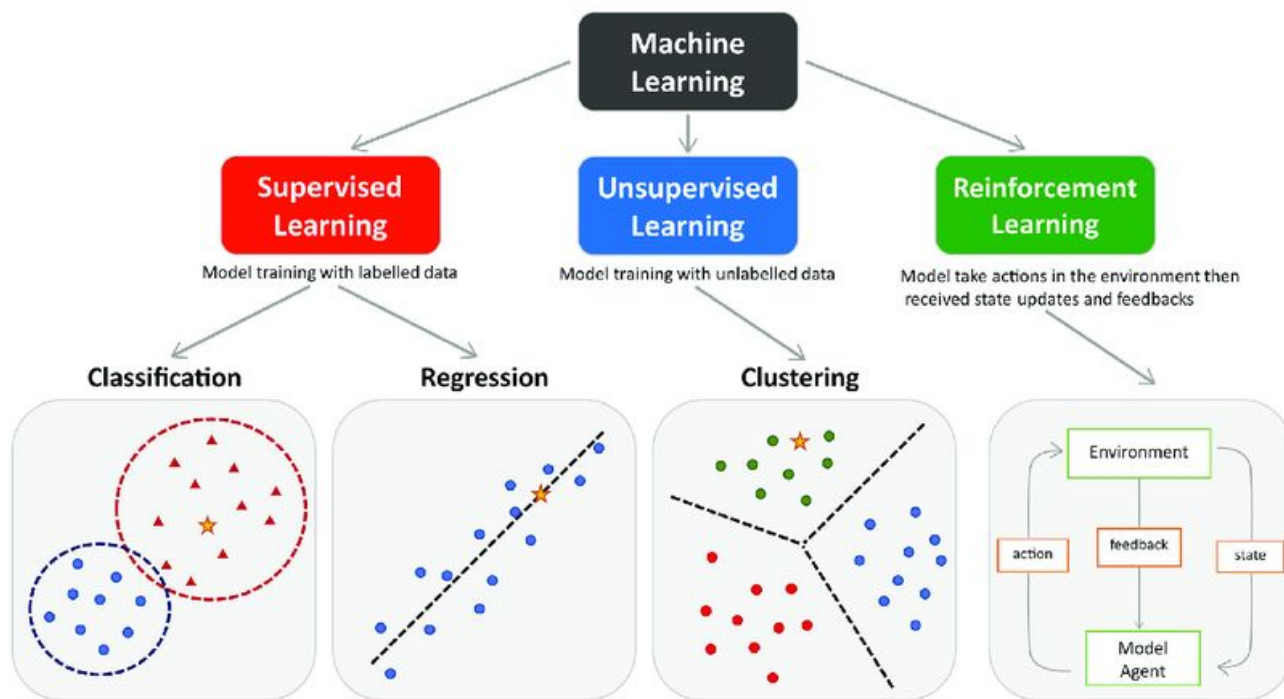 Machine
Learning
Supervised
Learning
Unsupervised
Learning
Reinforcement
Learning
Model training with labelled data
Model training with unlabelled data
Model take actions in the environment then
received state updates and feedbacks
Classification
Regression
Clustering
Environment
action
feedback
state
Model
Agent